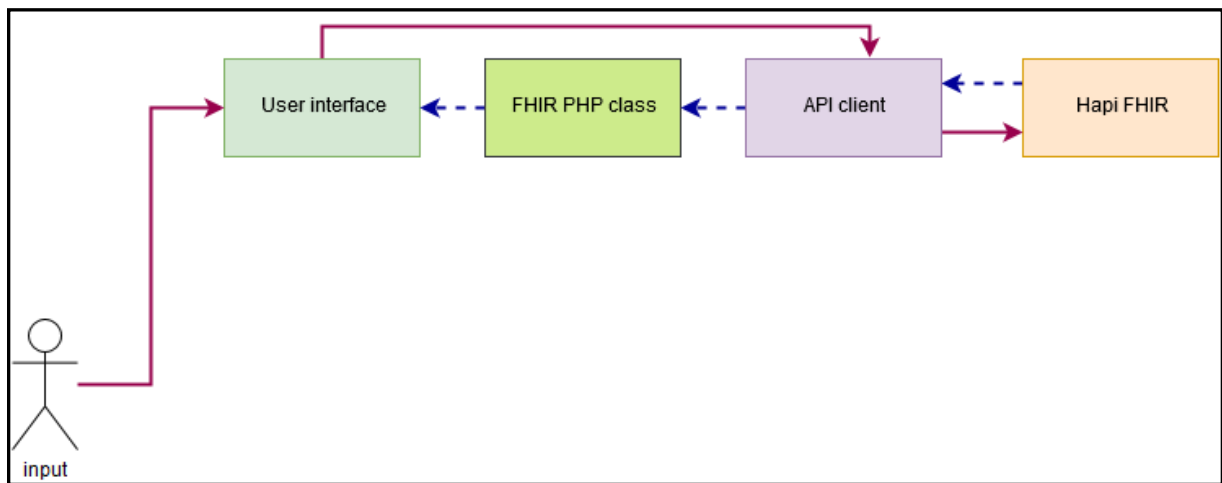 User interface
FHIR PHP class
API client
Hapi FHIR
input